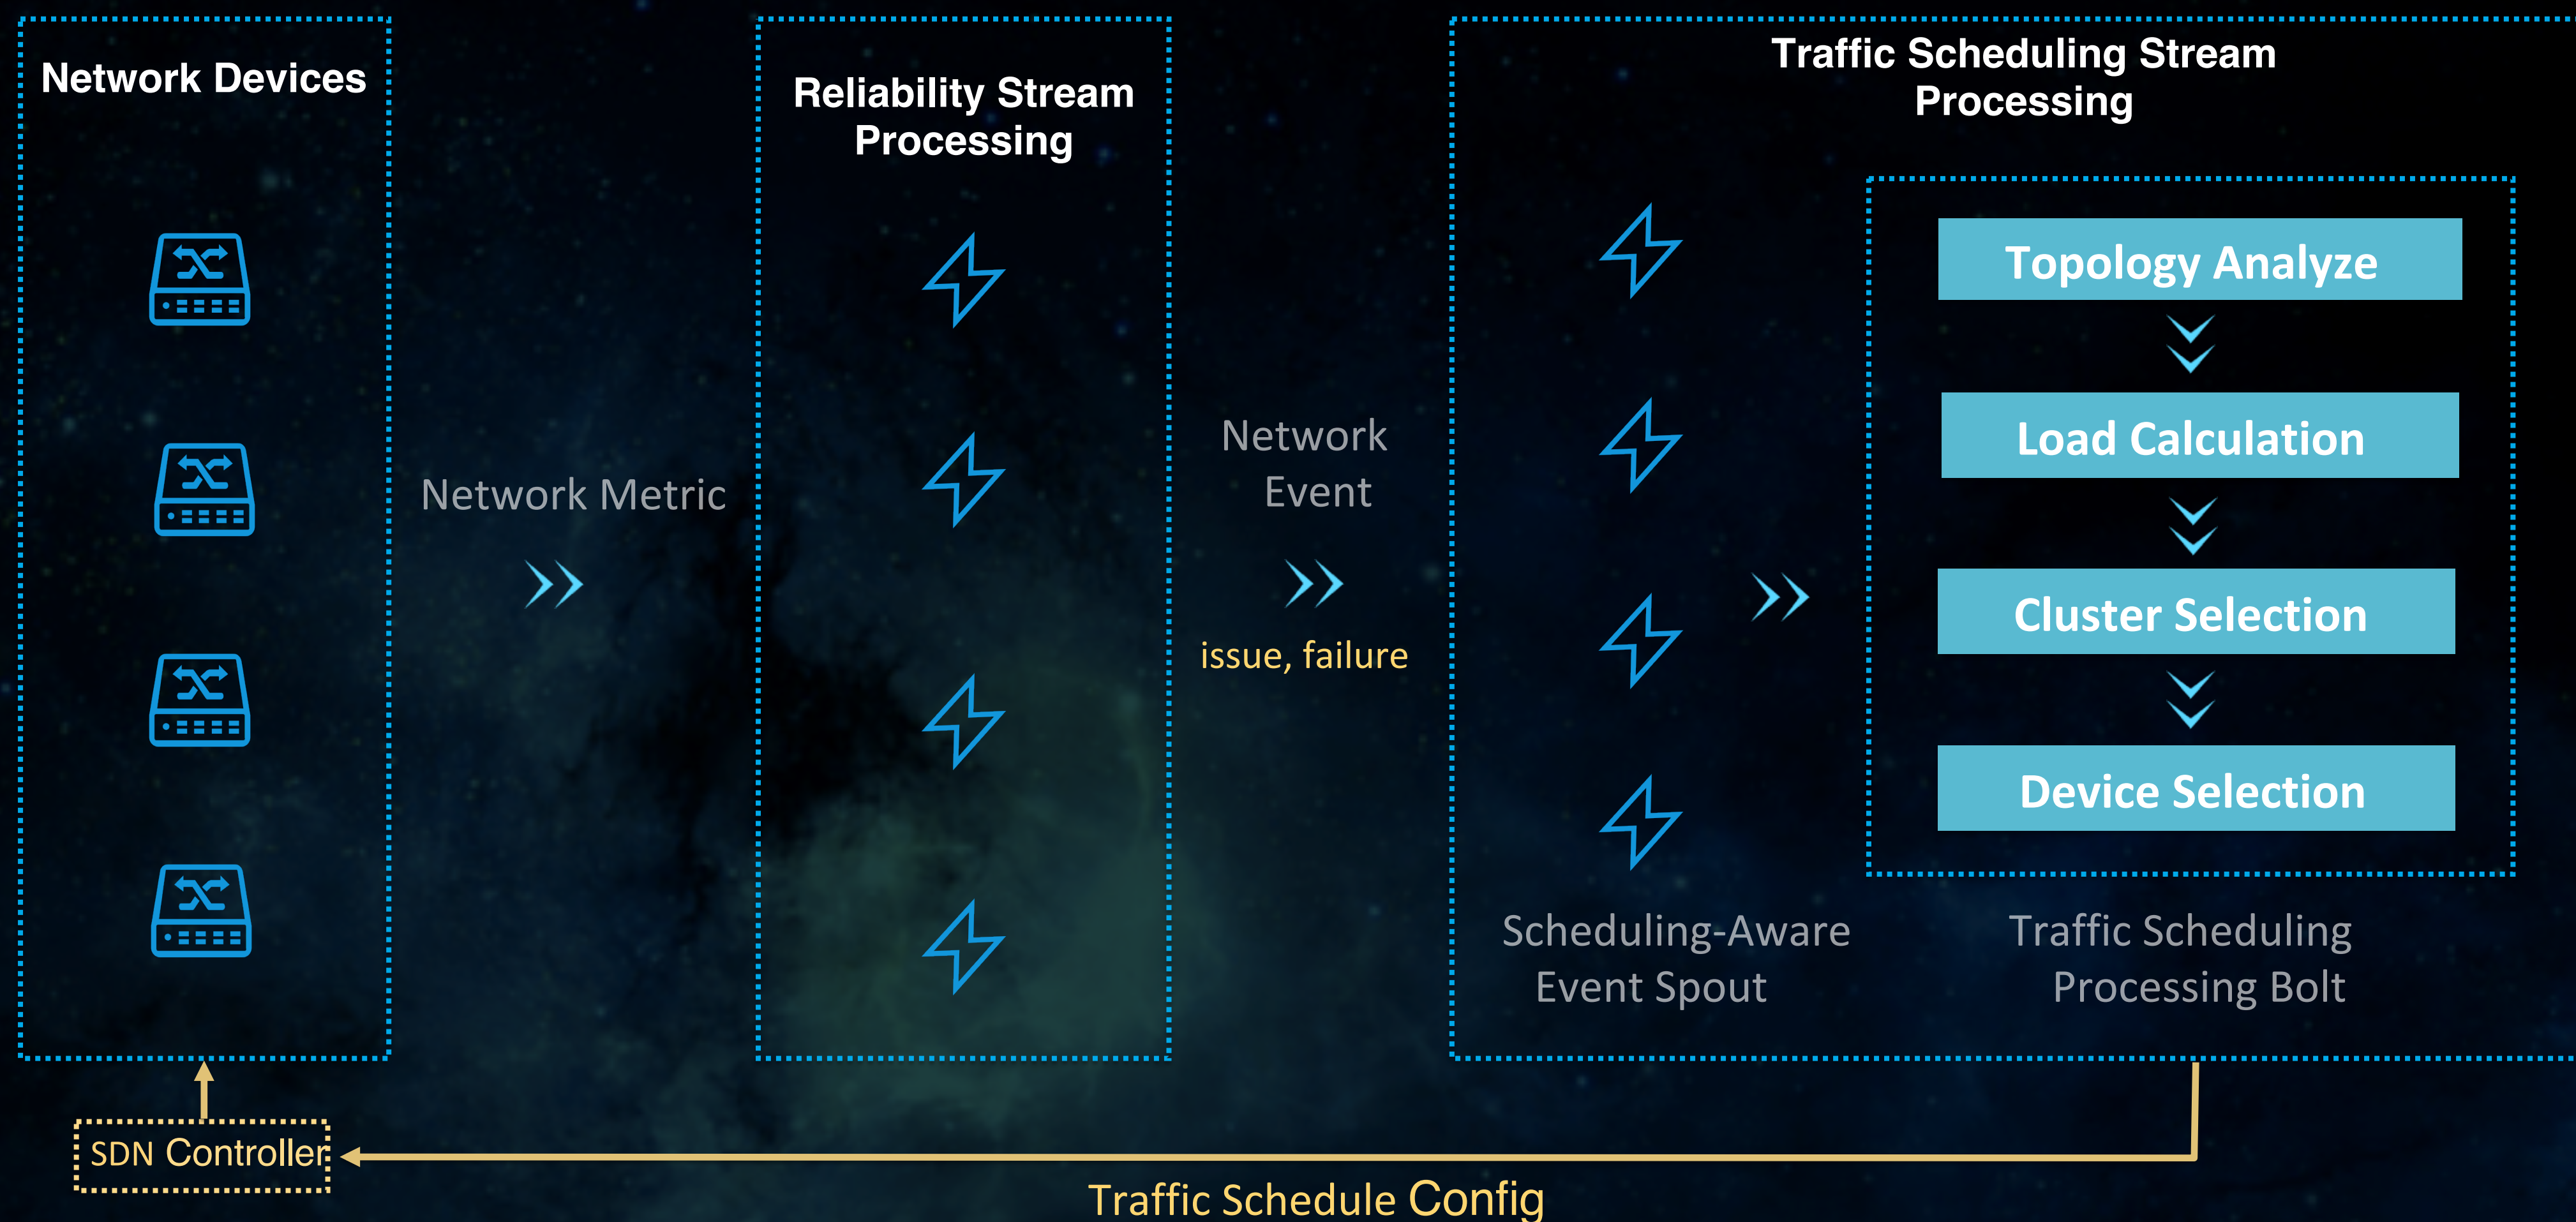 Network Devices
Network Metric
Reliability Stream
Processing
Network
Event
issue, failure
Traffic Scheduling Stream
Processing
Topology Analyze
Load Calculation
Cluster Selection
Device Selection
Scheduling-Aware
Event Spout
Traffic Scheduling
Processing Bolt
SDN Controller
Traffic Schedule Config